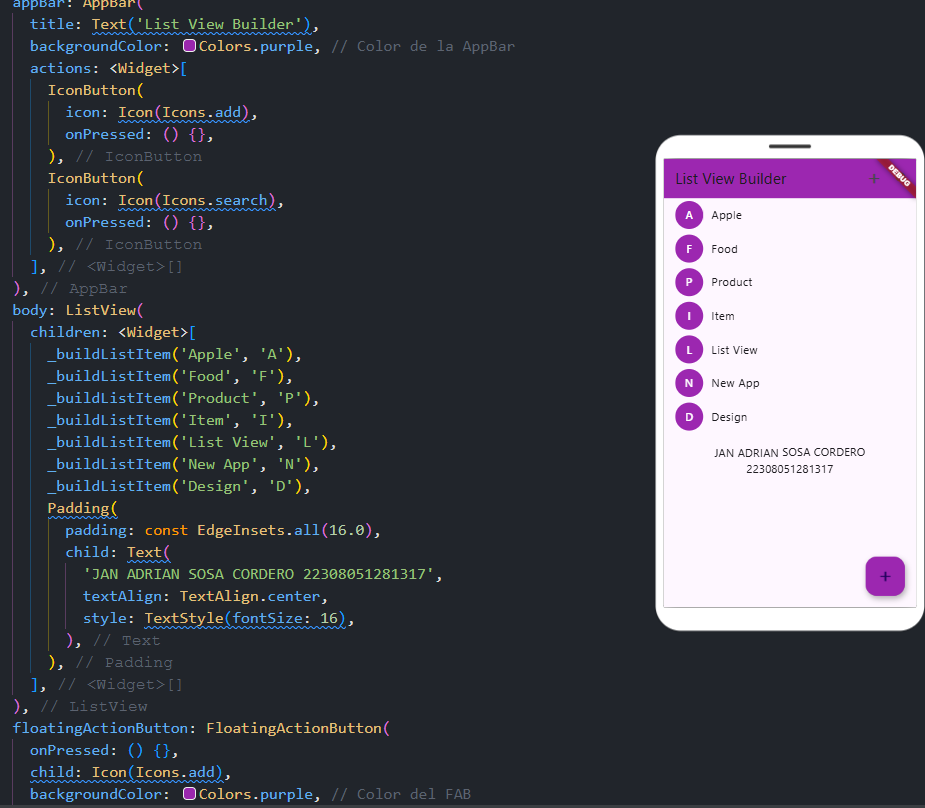 appBar: AppBar(
title: Text('List View Builder'),
backgroundColor: Colors.purple, // Color de la AppBar
actions: <Widget>[
IconButton(
icon: Icon(Icons.add),
onPressed: () {},
), // IconButton
IconButton(
icon: Icon(Icons.search),
onPressed: () {},
), // IconButton
], // <Widget>[]
), // AppBar
body: ListView(
children: <Widget>[
_buildListItem('Apple', 'A'),
_buildListItem('Food', 'F'),
_buildListItem('Product', 'P'),
_buildListItem('Item', 'I'),
_buildListItem('List View', 'L'),
_buildListItem('New App', 'N'),
_buildListItem('Design', 'D'),
Padding(
padding: const EdgeInsets.all(16.0),
child: Text(
'JAN ADRIAN SOSA CORDERO 22308051281317',
textAlign: TextAlign.center,
style: TextStyle(fontSize: 16),
), // Text
), // Padding
], // <Widget>[]
), // ListView
floatingActionButton: FloatingActionButton(
onPressed: () {},
child: Icon(Icons.add),
backgroundColor: Colors.purple, // Color del FAB
List View Builder +
DEBUG
A Apple
F Food
P Product
I Item
L List View
N New App
D Design
JAN ADRIAN SOSA CORDERO
22308051281317
+